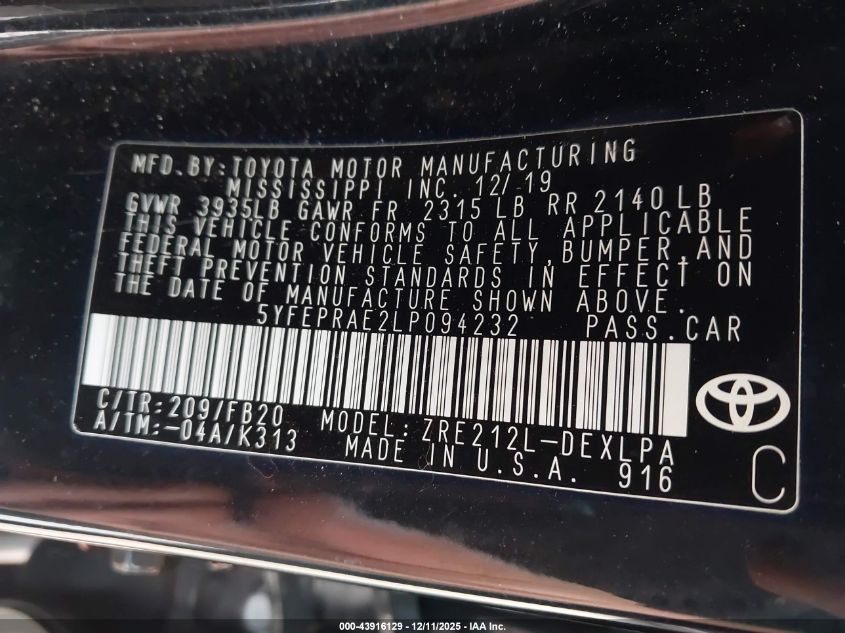 MFD.BY:TOYOTA MOTOR MANUFACTURING
MISSISSIPPI INC. 12/19
GVWR 3935LB GAWR FR 2315 LB RR 2140LB
THIS VEHICLE CONFORMS TO ALL APPLICABLE
FEDERAL MOTOR VEHICLE SAFETY,BUMPER,AND
THEFT PREVENTION STANDARDS IN EFFECT ON
THE DATE OF MANUFACTURE SHOWN ABOVE.
5YFEPRAE2LP094232 PASS.CAR
C/TR:209/FB20 MODEL:ZRE212L-DEXLPA
A/TM:-04A/K313 MADE IN U.S.A. 916
C
000-43916129 - 12/11/2025 - IAA Inc.